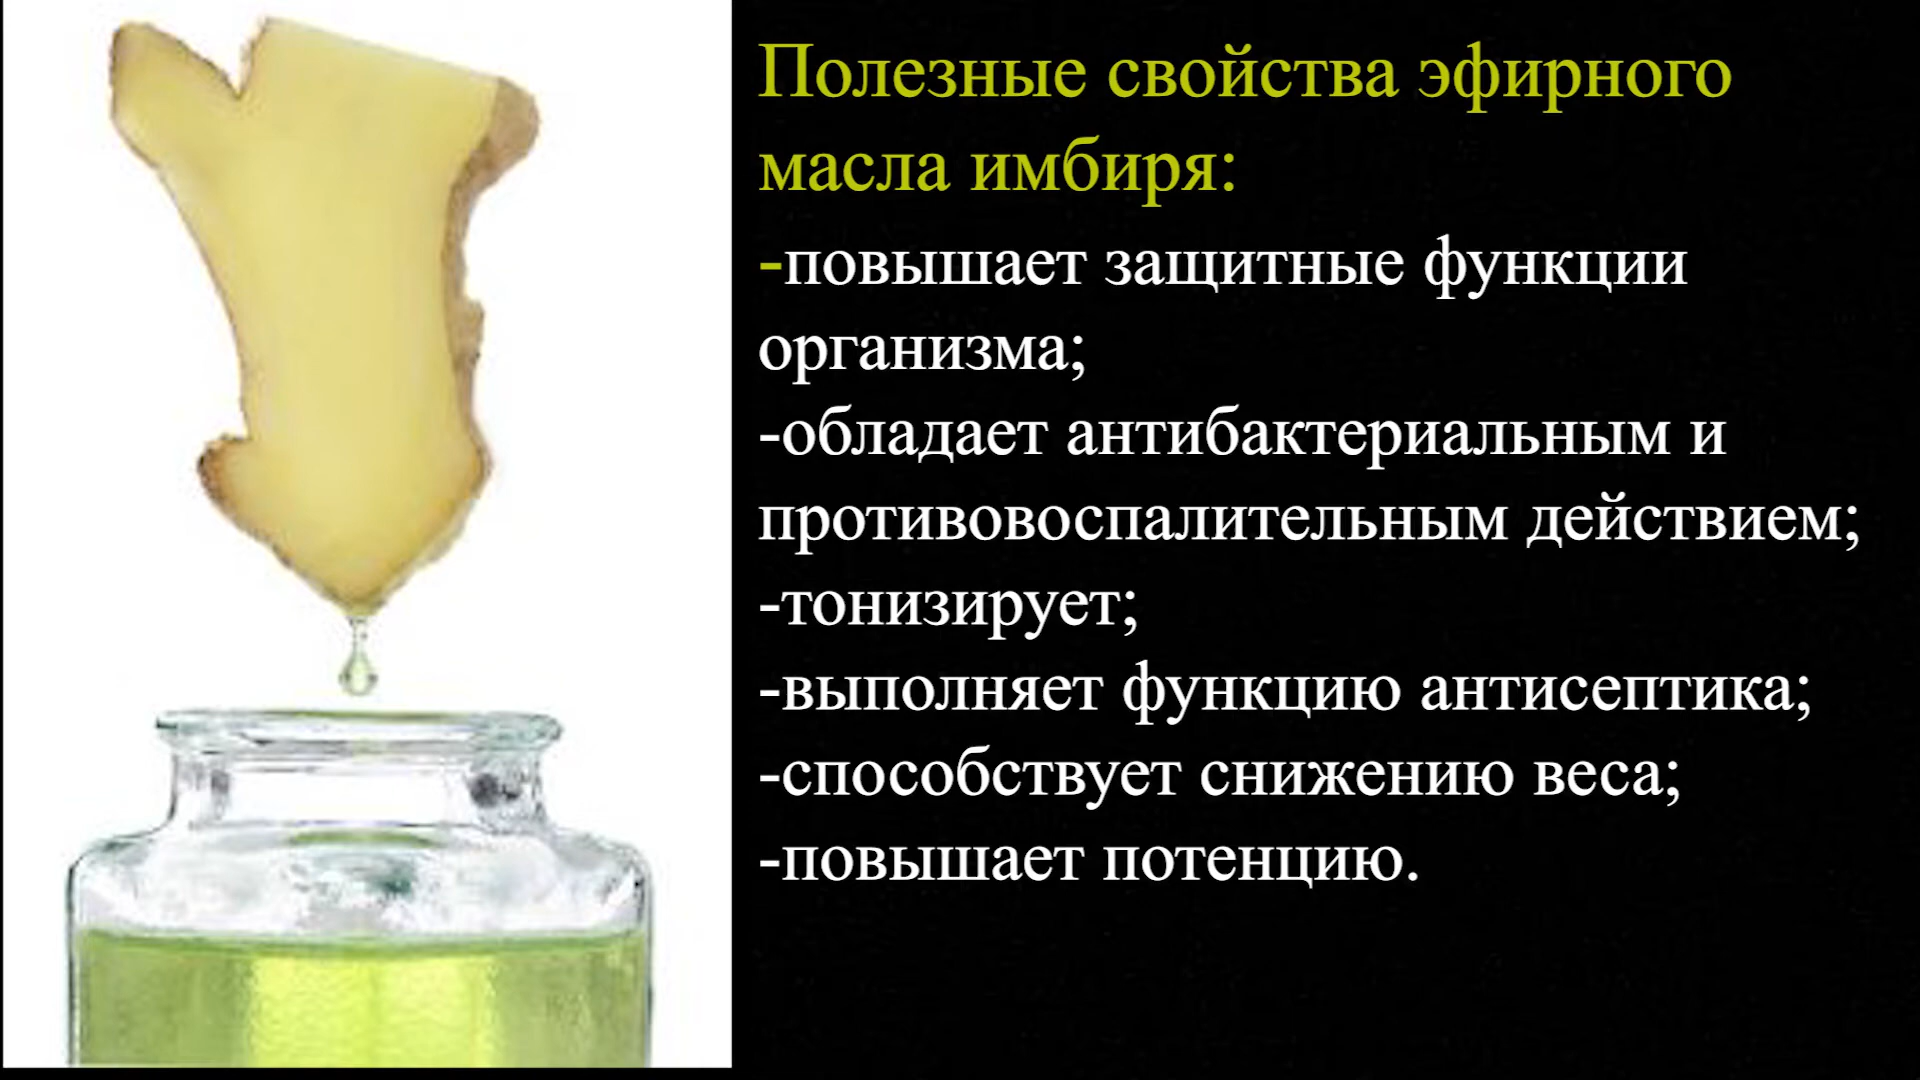 Полезные свойства эфирного
масла имбиря:
-повышает защитные функции
организма;
-обладает антибактериальным и
противовоспалительным действием;
-тонизирует;
-выполняет функцию антисептика;
-способствует снижению веса;
-повышает потенцию.